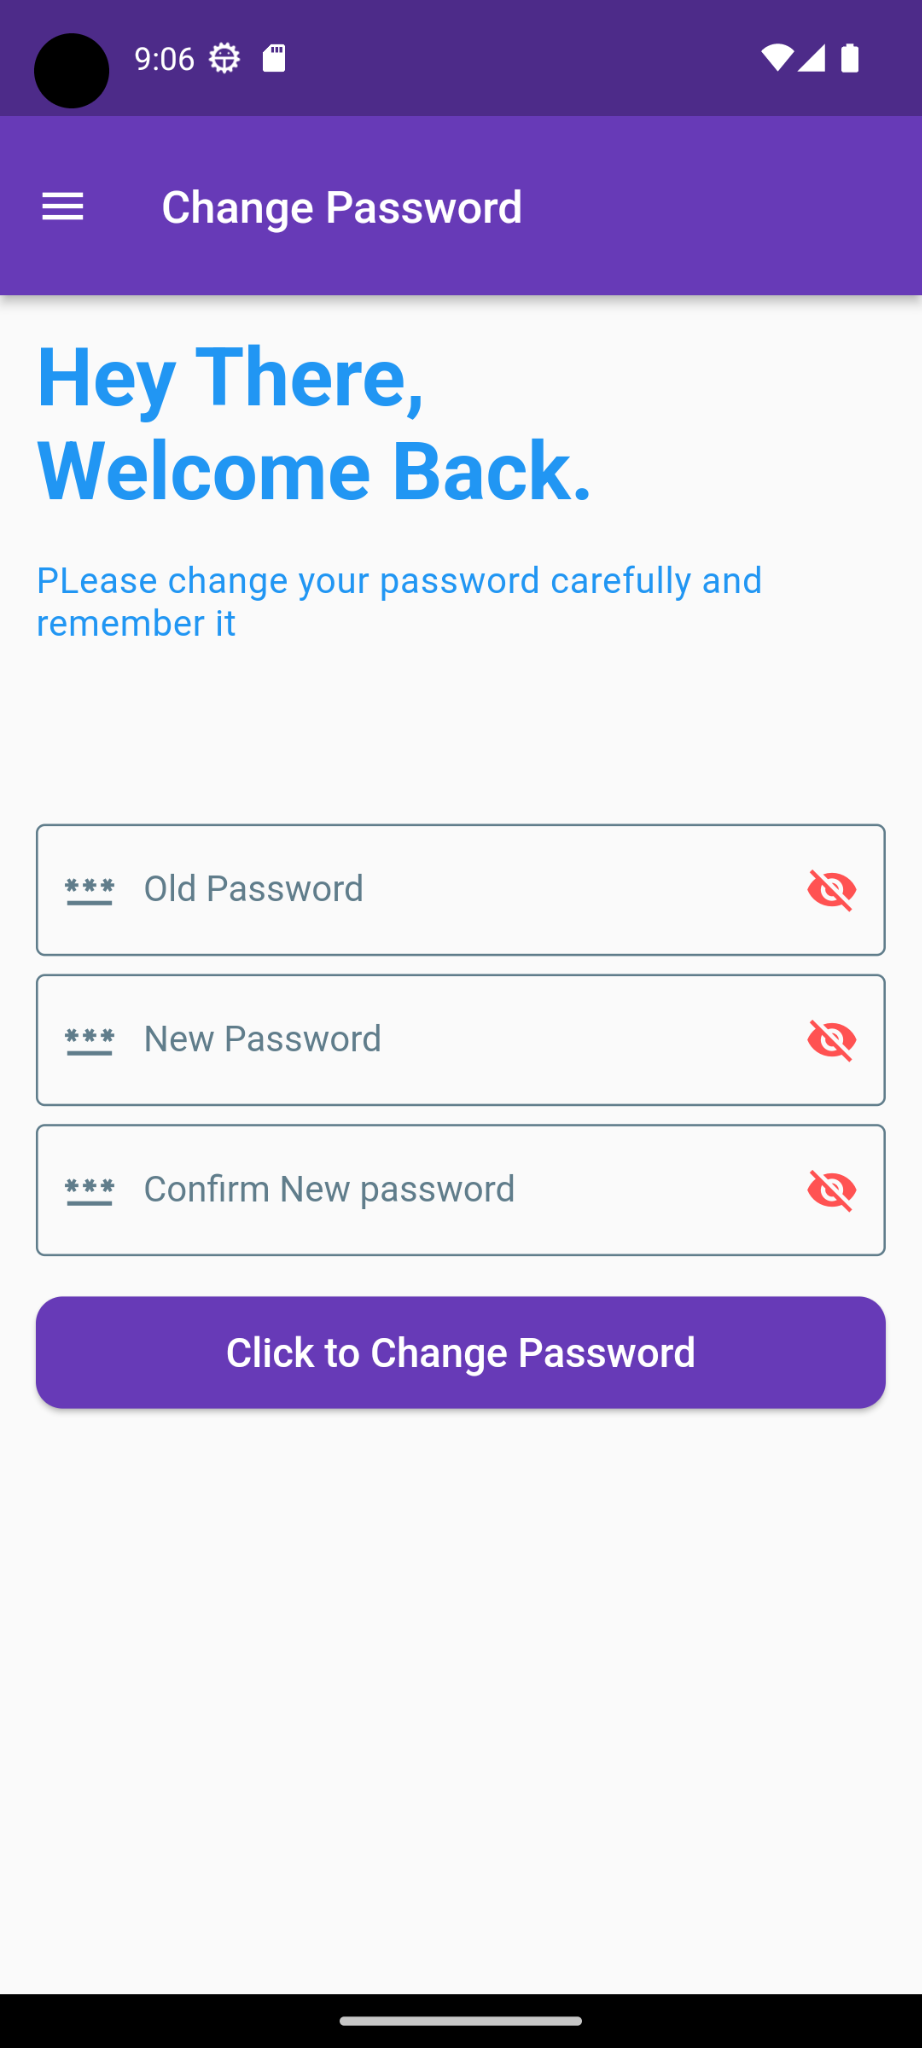 9:06
Change Password
Hey There,
Welcome Back.
PLease change your password carefully and
remember it
Old Password
New Password
Confirm New password
Click to Change Password